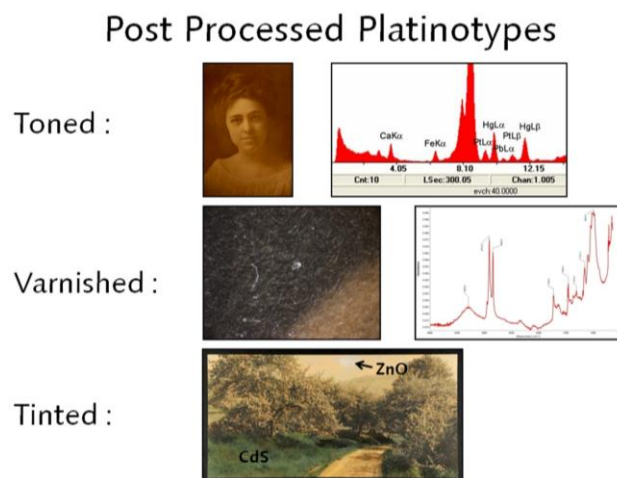 Post Processed Platinotypes
Toned :
CaKα
FeKα
PtLα
HgLα
PbLα
PtLβ
HgLβ
4.05 8.10 12.15
Cnt:10 LSec:300.05 Chan:1.005
evch:40.0000
Varnished :
Tinted :
ZnO
CdS